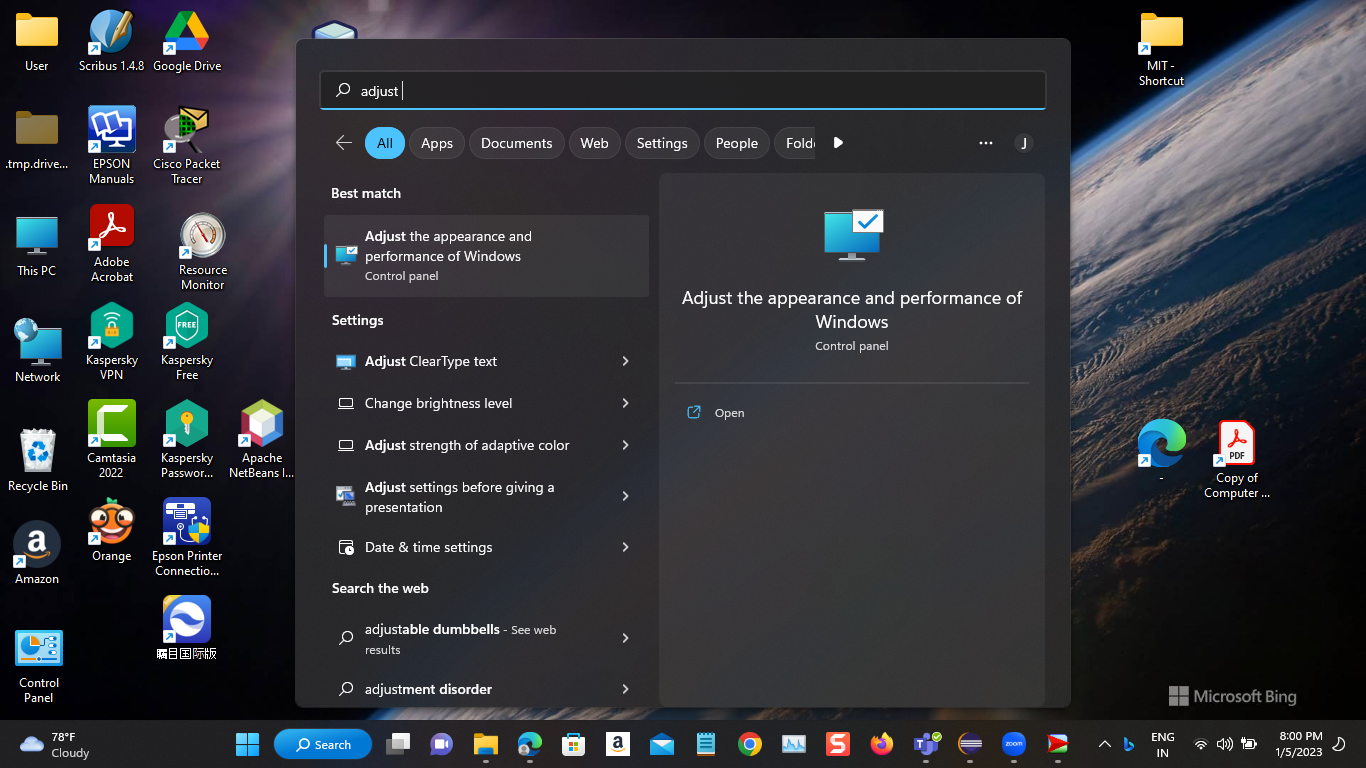 User
Scribus 1.4.8
Google Drive
.tmp.drive...
EPSON
Manuals
Cisco Packet
Tracer
This PC
Adobe
Acrobat
Resource
Monitor
Network
Kaspersky
VPN
Kaspersky
Free
Recycle Bin
Camtasia
2022
Kaspersky
Passwor...
Apache
NetBeans I...
Amazon
Orange
Epson Printer
Connectio...
Control
Panel
瞩目国际版
adjust
All
Apps
Documents
Web
Settings
People
Folde
J
Best match
Adjust the appearance and
performance of Windows
Control panel
Settings
Adjust ClearType text
Change brightness level
Adjust strength of adaptive color
Adjust settings before giving a
presentation
Date & time settings
Search the web
adjustable dumbbells - See web
results
adjustment disorder
Adjust the appearance and performance of
Windows
Control panel
Open
MIT -
Shortcut
-
PDF
Copy of
Computer ...
Microsoft Bing
78°F
Cloudy
Search
zoom
ENG
IN
8:00 PM
1/5/2023